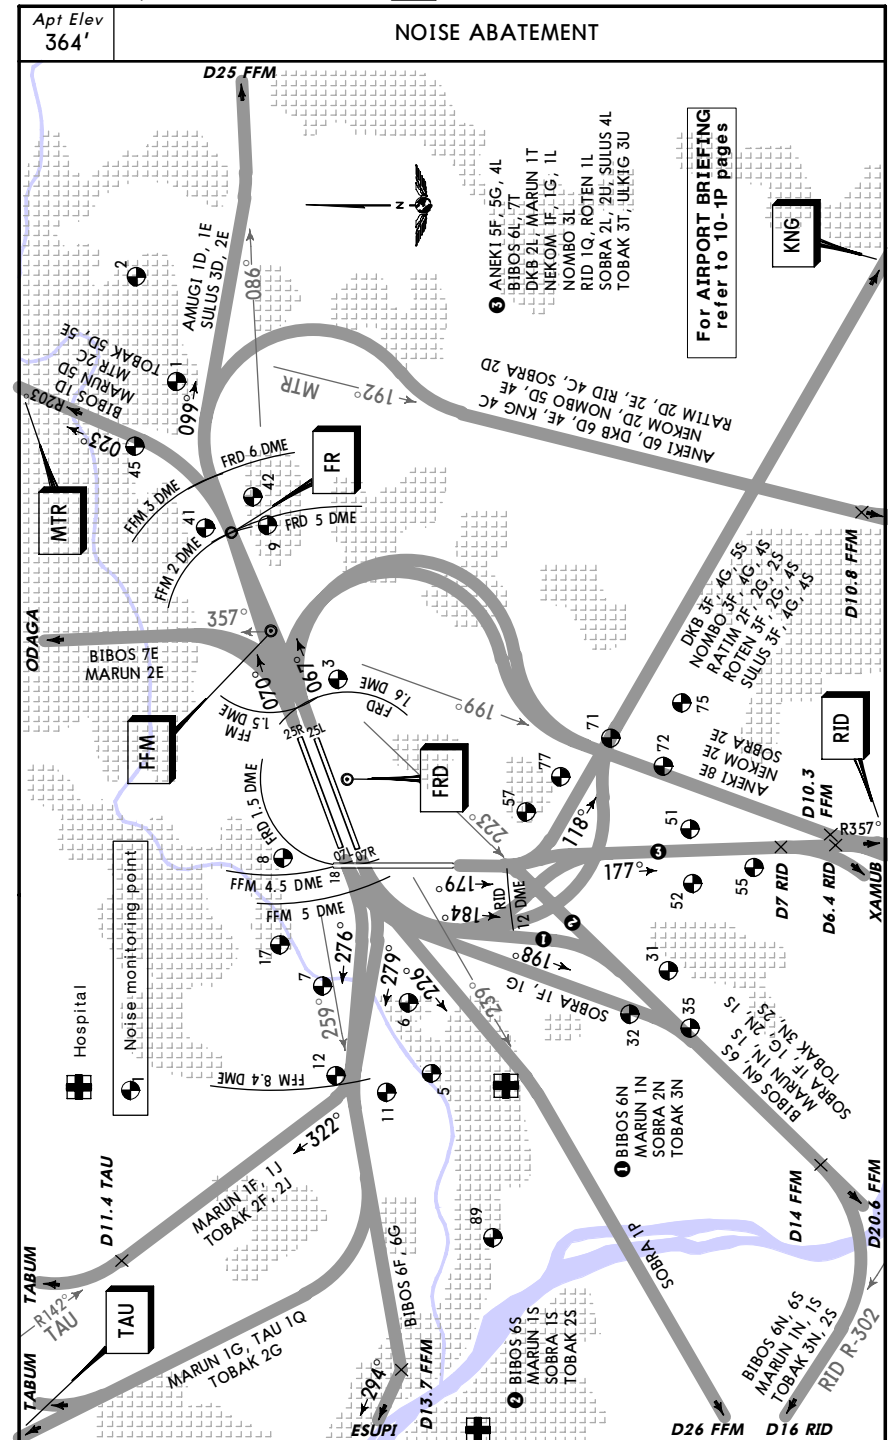 Apt Elev
364'
NOISE ABATEMENT
D25 FFM
AMUGI 1D, 1E
SULUS 3D, 2E
086°
099°
2
1
N
3 ANEKI 5F, 5G, 4L
BIBOS 6L, 7T
DKB 2L, MARUN 1T
NEKOM 1F, 1G, 1L
NOMBO 3L
RID 1Q, ROTEN 1L
SOBRA 2L, 2U, SULUS 4L
TOBAK 3T, ULKIG 3U
For AIRPORT BRIEFING
refer to 10-1P pages
KNG
R203°
BIBOS 1D
MARUN 5D
MTR 2C
TOBAK 5D, 5E
023°
45
MTR
MTR
192°
ANEKI 6D, DKB 6D, 4E, KNG 4C
NEKOM 2D, NOMBO 5D, 4E
RATIM 2D, 2E, RID 4C, SOBRA 2D
FFM 3 DME
FRD 6 DME
FR
42
41
9
FRD 5 DME
FFM 2 DME
D10.8 FFM
ODAGA
357°
BIBOS 7E
MARUN 2E
070°
067°
3
FRD
1.6 DME
FFM
1.5 DME
FFM
25R
25L
199°
DKB 3F, 4G, 5S
NOMBO 3F, 4G, 4S
RATIM 2F, 2G, 2S
ROTEN 3F, 2G, 4S
SULUS 3F, 4G, 4S
75
71
72
77
57
ANEKI 8E
NEKOM 2E
SOBRA 2E
RID
D10.3
FFM
R357°
FRD
FRD 1.5 DME
223°
118°
51
8
18
07L
07R
3
177°
179°
184°
RID
12 DME
52
55
D7 RID
D6.4 RID
XAMUB
FFM 4.5 DME
FFM 5 DME
Noise monitoring point
1
Hospital
17
7
276°
279°
259°
226°
239°
198°
1
2
31
SOBRA 1F, 1G
32
35
6
12
FFM 8.4 DME
11
5
322°
BIBOS 6N, 6S
MARUN 1N, 1S
SOBRA 1F, 1G, 2N, 1S
TOBAK 3N, 2S
1 BIBOS 6N
MARUN 1N
SOBRA 2N
TOBAK 3N
D11.4 TAU
MARUN 1F, 1J
TOBAK 2F, 2J
D14 FFM
D20.6 FFM
89
BIBOS 6F, 6G
SOBRA 1P
TABUM
R142°
TAU
TAU
MARUN 1G, TAU 1Q
TOBAK 2G
2 BIBOS 6S
MARUN 1S
SOBRA 1S
TOBAK 2S
BIBOS 6N, 6S
MARUN 1N, 1S
TOBAK 3N, 2S
RID R-302
TABUM
294°
ESUPI
D13.7 FFM
D26 FFM
D16 RID